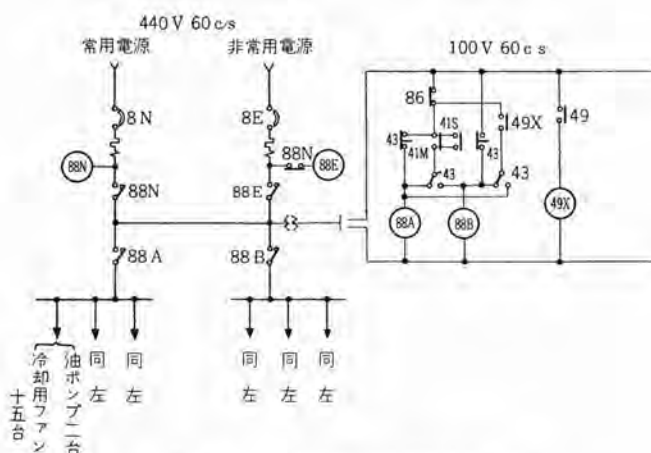 440V 60c/s
常用電源
非常用電源
100V 60c s
8N
8E
86
41S
49X
49
88N
88N
88E
43
41M
43
88N
88E
43
43
88A
88B
49X
88A
88B
油ポンプ二台
冷却用ファン十五台
同左
同左
同左
同左
同左